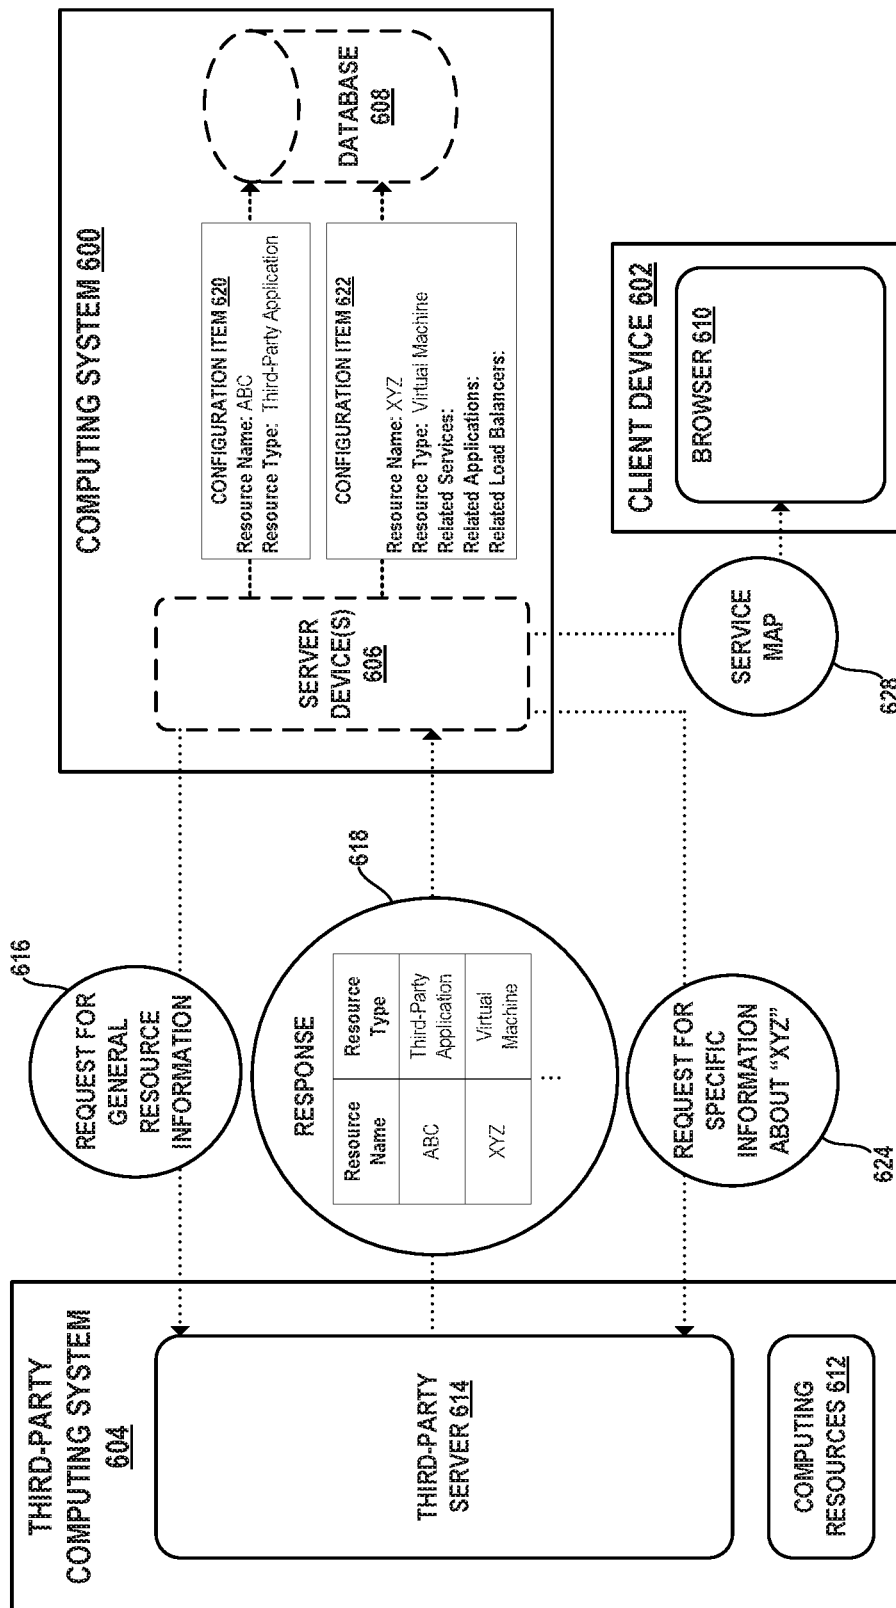 THIRD-PARTY
COMPUTING SYSTEM
604
THIRD-PARTY
SERVER 614
COMPUTING
RESOURCES 612
616
REQUEST FOR
GENERAL
RESOURCE
INFORMATION
618
RESPONSE
Resource Name
Resource Type
ABC
Third-Party Application
XYZ
Virtual Machine
...
REQUEST FOR
SPECIFIC
INFORMATION
ABOUT "XYZ"
624
COMPUTING SYSTEM 600
SERVER
DEVICE(S)
606
CONFIGURATION ITEM 620
Resource Name: ABC
Resource Type: Third-Party Application
CONFIGURATION ITEM 622
Resource Name: XYZ
Resource Type: Virtual Machine
Related Services:
Related Applications:
Related Load Balancers:
DATABASE
608
SERVICE
MAP
628
CLIENT DEVICE 602
BROWSER 610